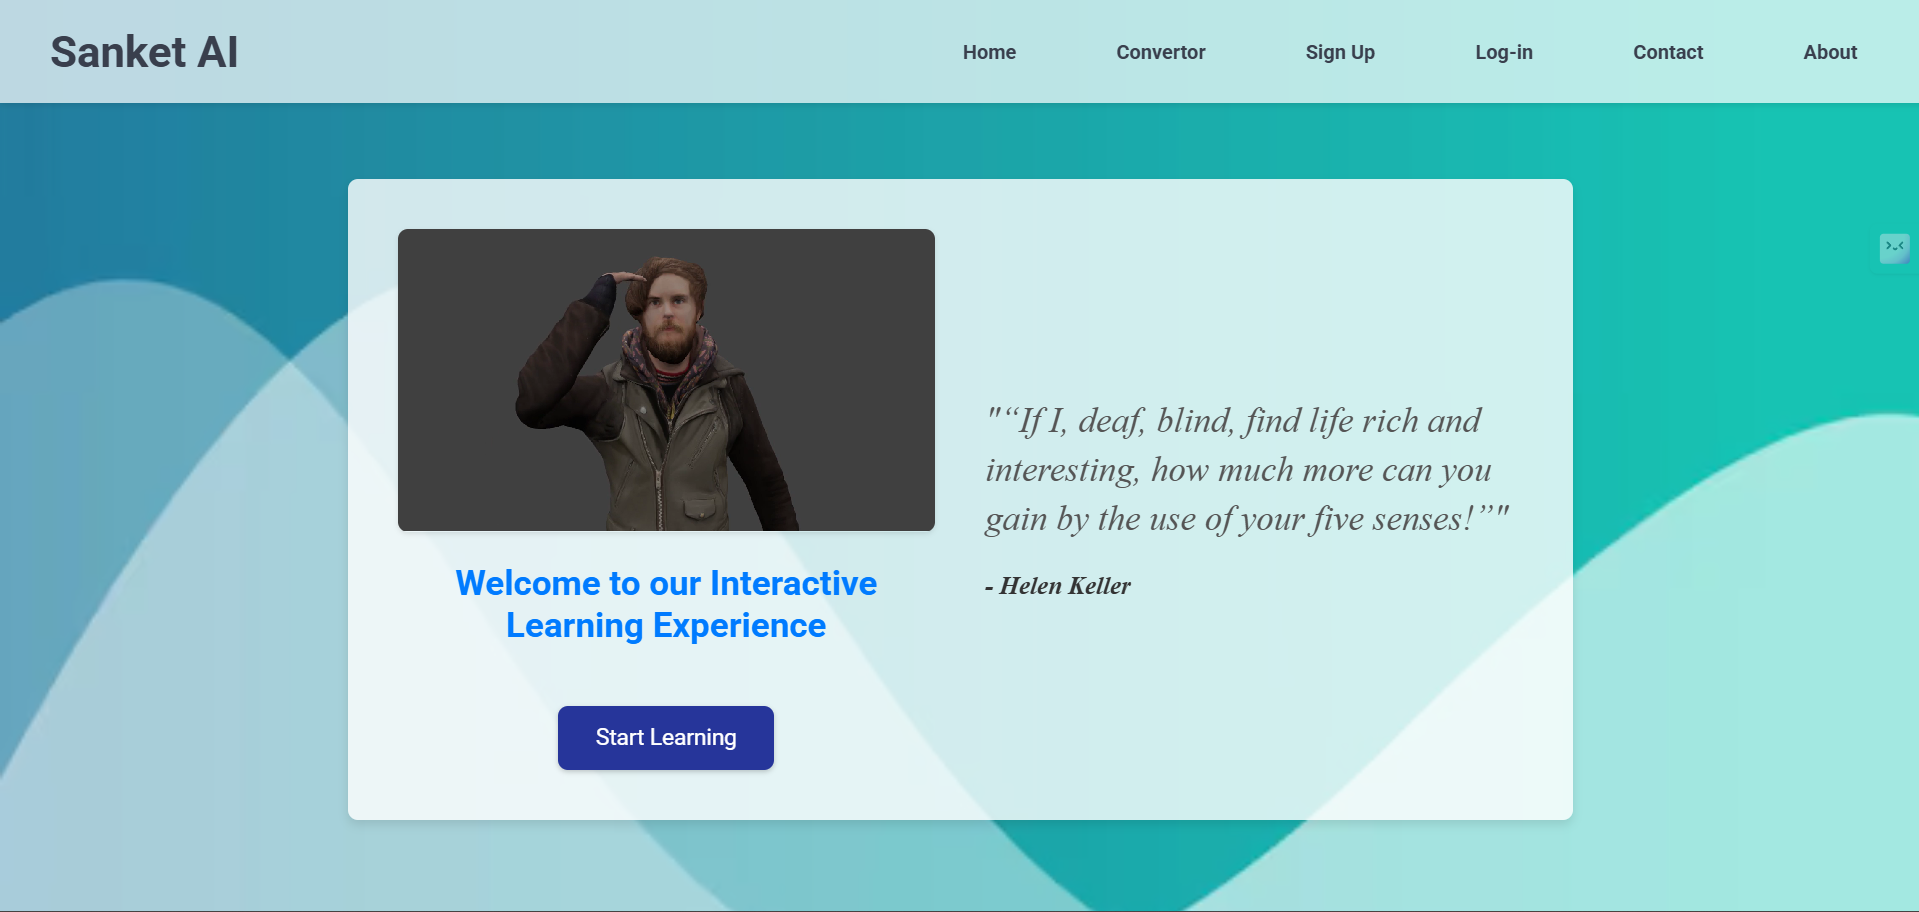 Sanket AI
Home
Convertor
Sign Up
Log-in
Contact
About
"“If I, deaf, blind, find life rich and
interesting, how much more can you
gain by the use of your five senses!”"
- Helen Keller
Welcome to our Interactive
Learning Experience
Start Learning